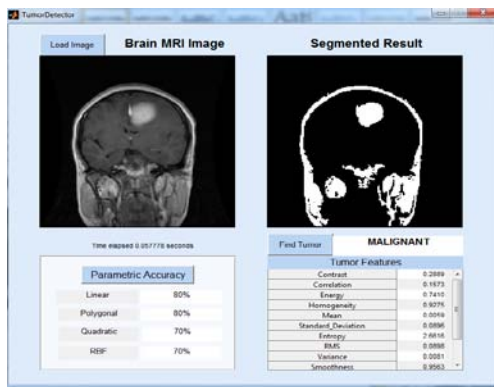 TumorDetector
Load Image
Brain MRI Image
Segmented Result
Time elapsed 0.057778 seconds
Find Tumor
MALIGNANT
Parametric Accuracy
Linear 80%
Polygonal 80%
Quadratic 70%
RBF 70%
Tumor Features
Contrast 0.2889
Correlation 0.1573
Energy 0.7410
Homogeneity 0.9275
Mean 0.0059
Standard_Deviation 0.0896
Entropy 2.6816
RMS 0.0898
Variance 0.0081
Smoothness 0.9563